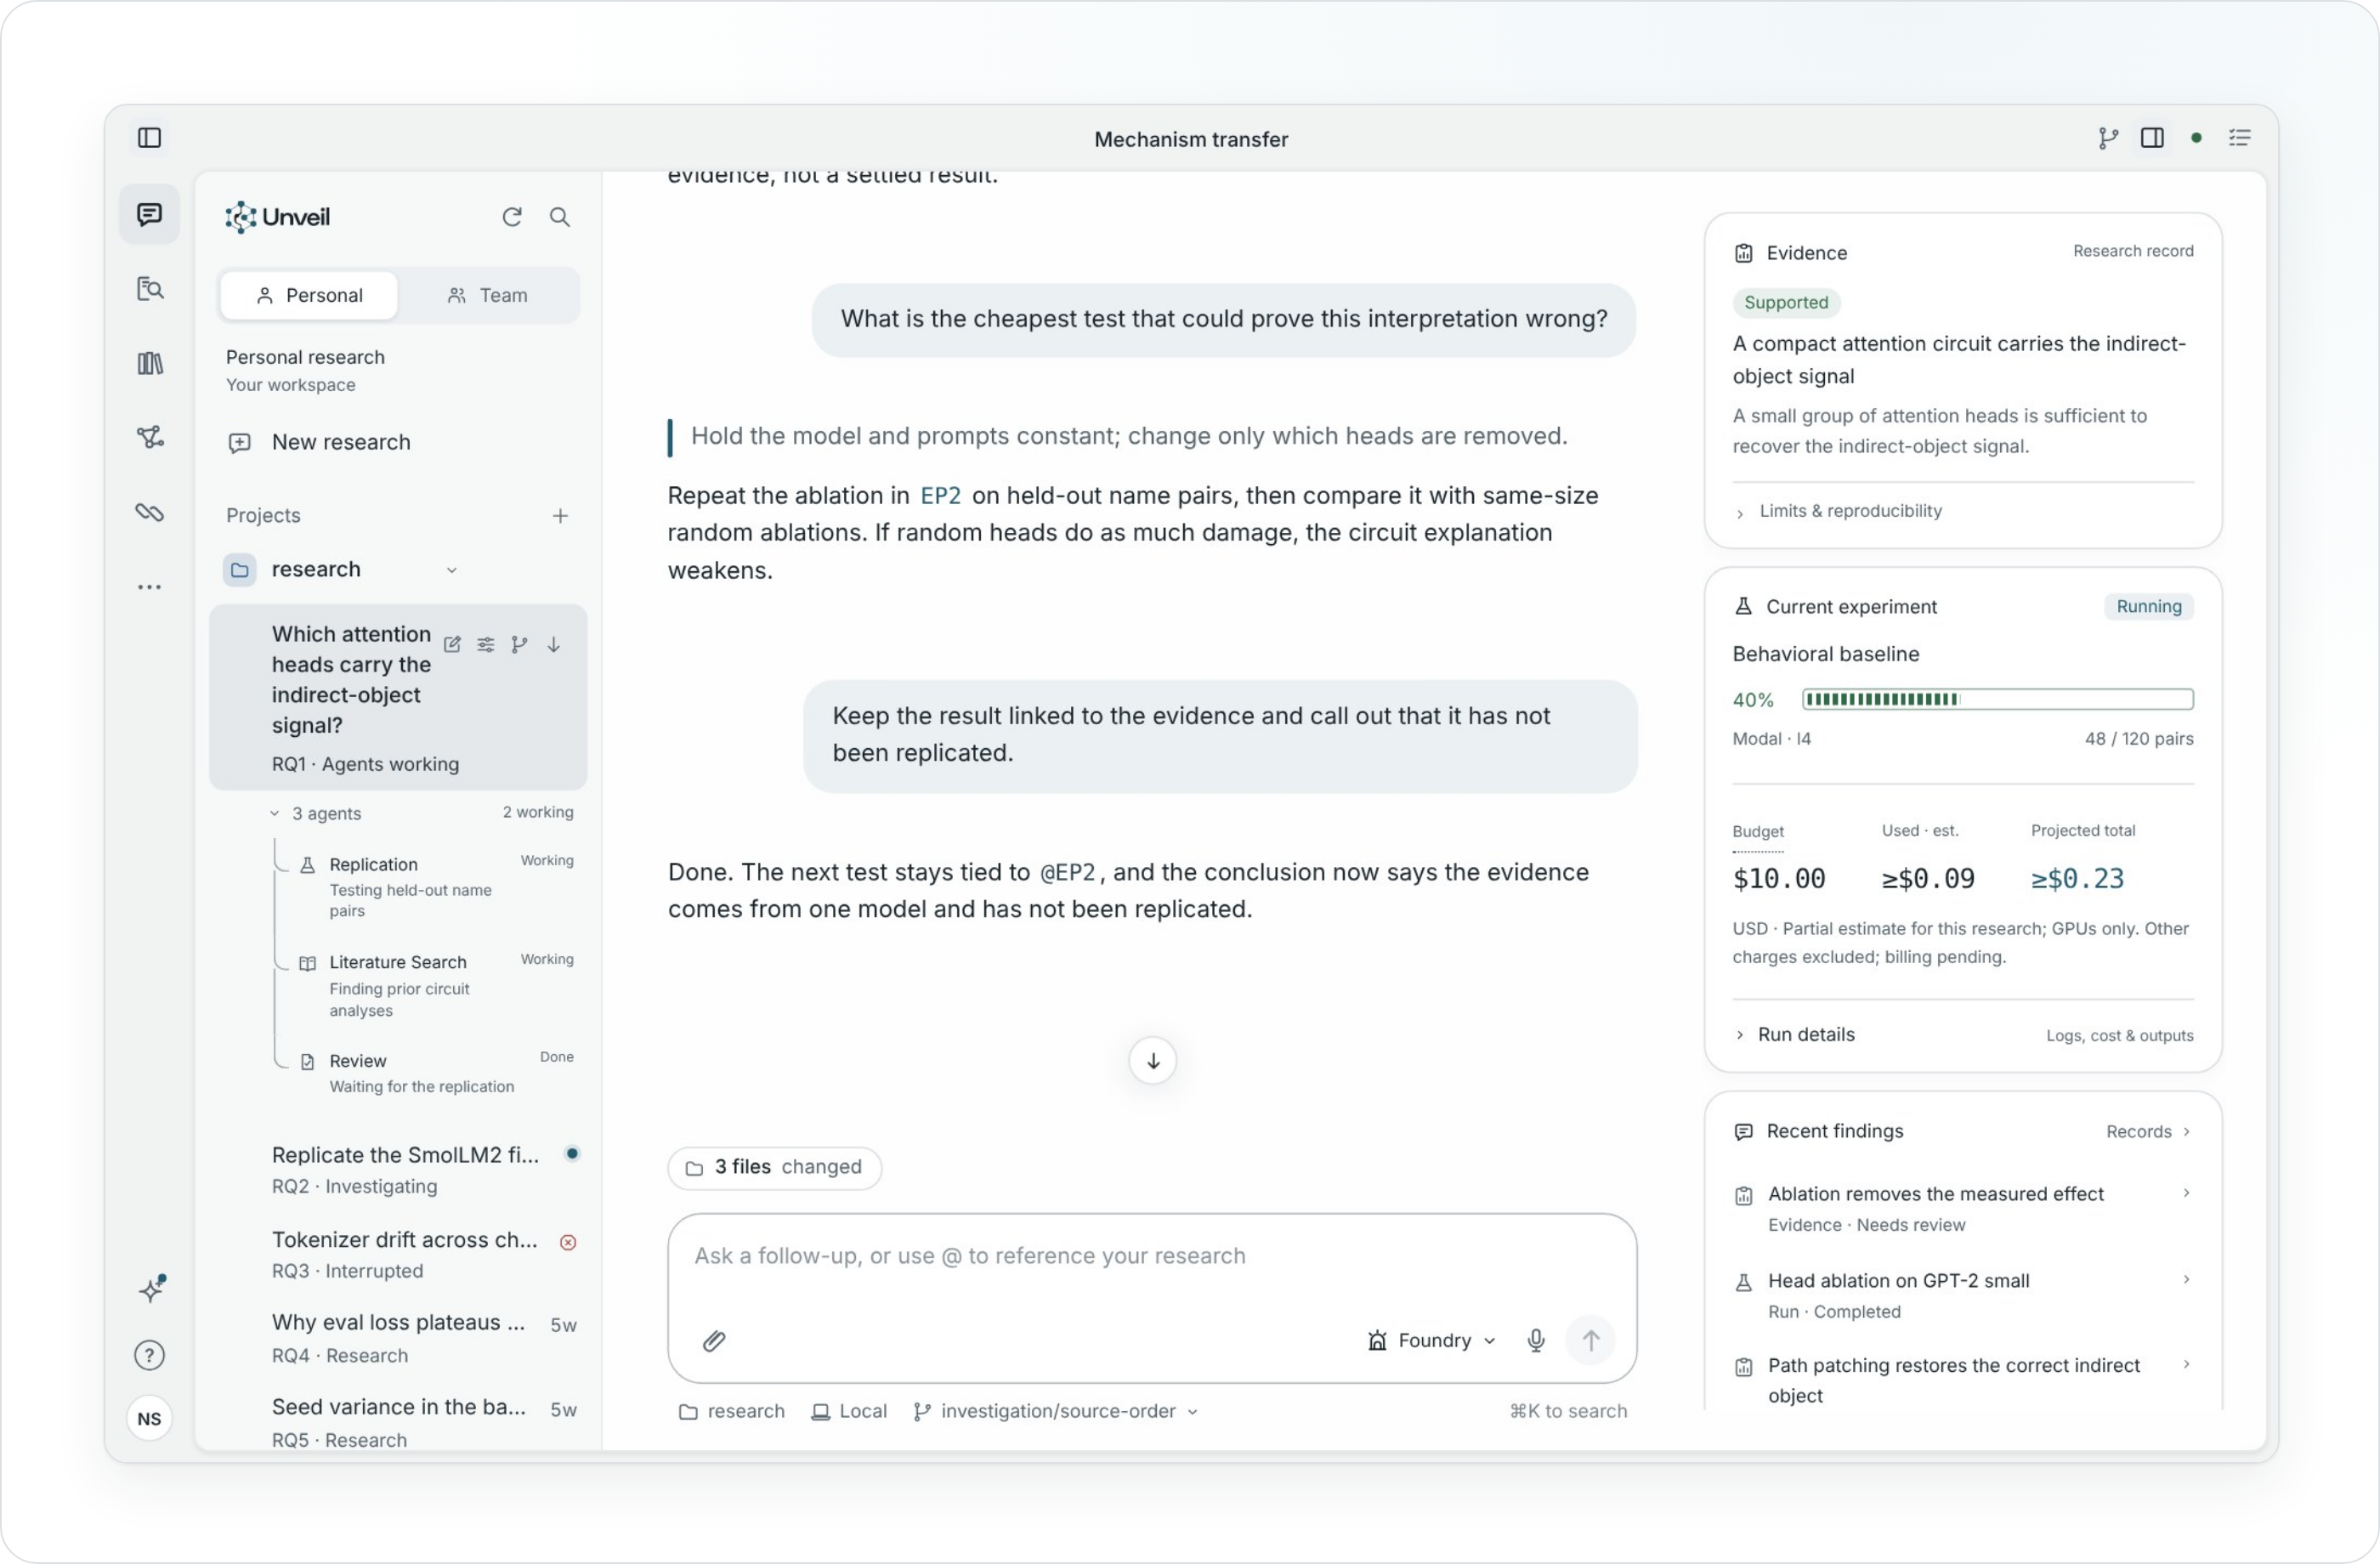 Mechanism transfer
Unveil
Personal
Team
Personal research
Your workspace
New research
Projects
research
Which attention
heads carry the
indirect-object
signal?
RQ1 · Agents working
3 agents
2 working
Replication
Working
Testing held-out name
pairs
Literature Search
Working
Finding prior circuit
analyses
Review
Done
Waiting for the replication
Replicate the SmolLM2 fi...
RQ2 · Investigating
Tokenizer drift across ch...
RQ3 · Interrupted
Why eval loss plateaus ...
5w
RQ4 · Research
Seed variance in the ba...
5w
RQ5 · Research
NS
evidence, not a settled result.
What is the cheapest test that could prove this interpretation wrong?
Hold the model and prompts constant; change only which heads are removed.
Repeat the ablation in EP2 on held-out name pairs, then compare it with same-size
random ablations. If random heads do as much damage, the circuit explanation
weakens.
Keep the result linked to the evidence and call out that it has not
been replicated.
Done. The next test stays tied to @EP2, and the conclusion now says the evidence
comes from one model and has not been replicated.
3 files changed
Ask a follow-up, or use @ to reference your research
Foundry
research
Local
investigation/source-order
⌘K to search
Evidence
Research record
Supported
A compact attention circuit carries the indirect-
object signal
A small group of attention heads is sufficient to
recover the indirect-object signal.
Limits & reproducibility
Current experiment
Running
Behavioral baseline
40%
Modal · l4
48 / 120 pairs
Budget
Used · est.
Projected total
$10.00
≥$0.09
≥$0.23
USD · Partial estimate for this research; GPUs only. Other
charges excluded; billing pending.
Run details
Logs, cost & outputs
Recent findings
Records
Ablation removes the measured effect
Evidence · Needs review
Head ablation on GPT-2 small
Run · Completed
Path patching restores the correct indirect
object